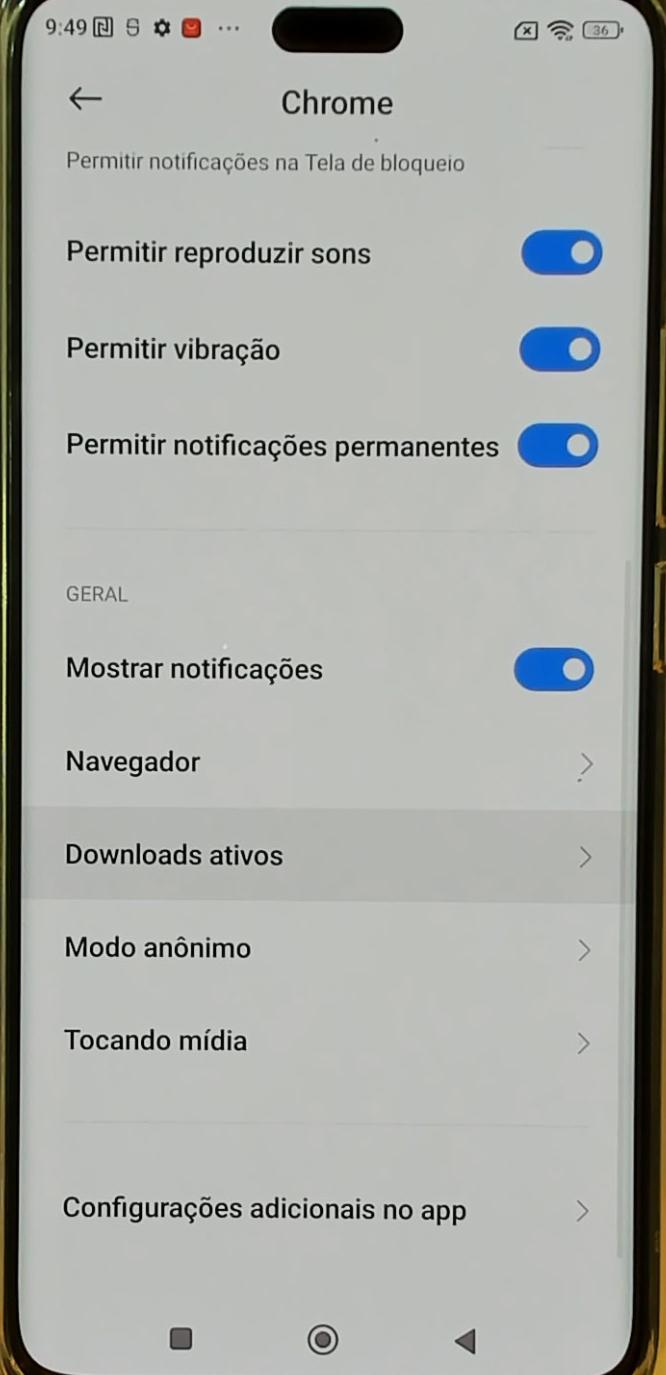 9:49
36
Chrome
Permitir notificações na Tela de bloqueio
Permitir reproduzir sons
Permitir vibração
Permitir notificações permanentes
GERAL
Mostrar notificações
Navegador
Downloads ativos
Modo anônimo
Tocando mídia
Configurações adicionais no app